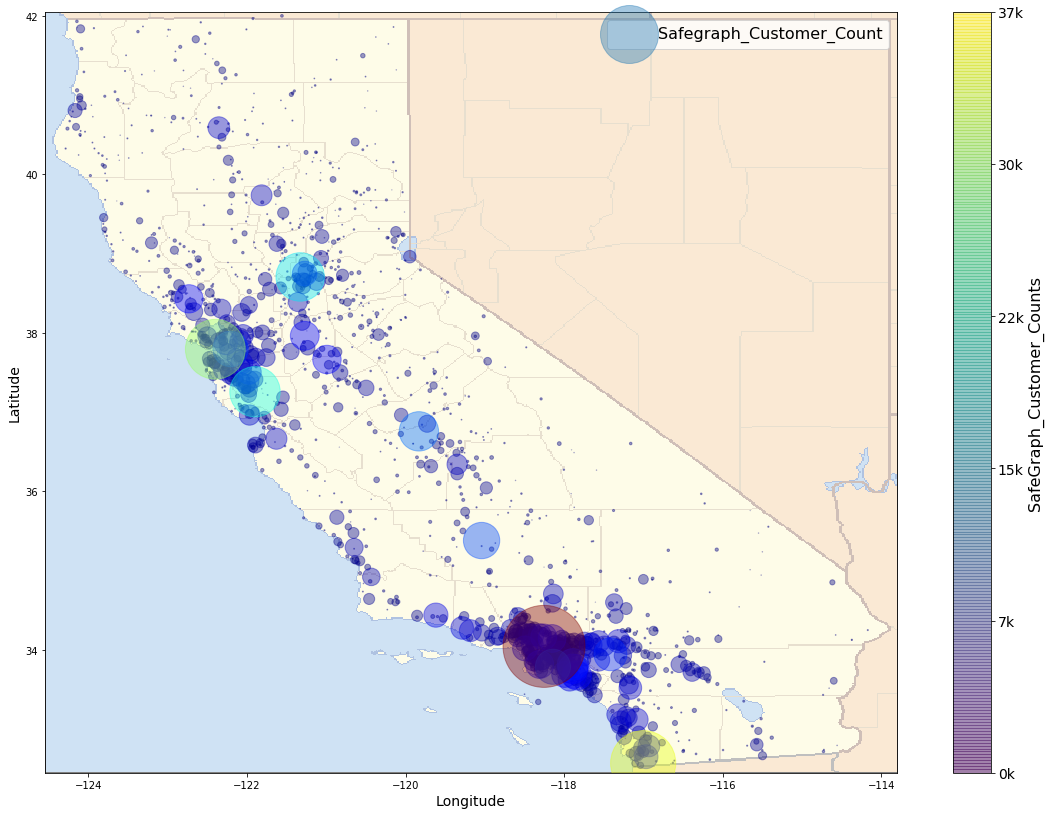 Safegraph_Customer_Count
42
40
38
36
34
Latitude
−124
−122
−120
−118
−116
−114
Longitude
37k
30k
22k
15k
7k
0k
SafeGraph_Customer_Counts